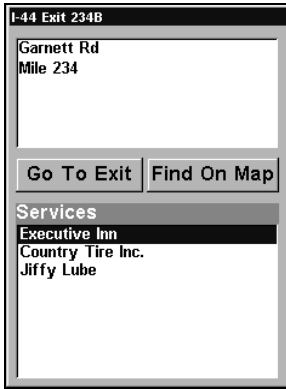 I-44 Exit 234B
Garnett Rd
Mile 234
Go To Exit Find On Map
Services
Executive Inn
Country Tire Inc.
Jiffy Lube